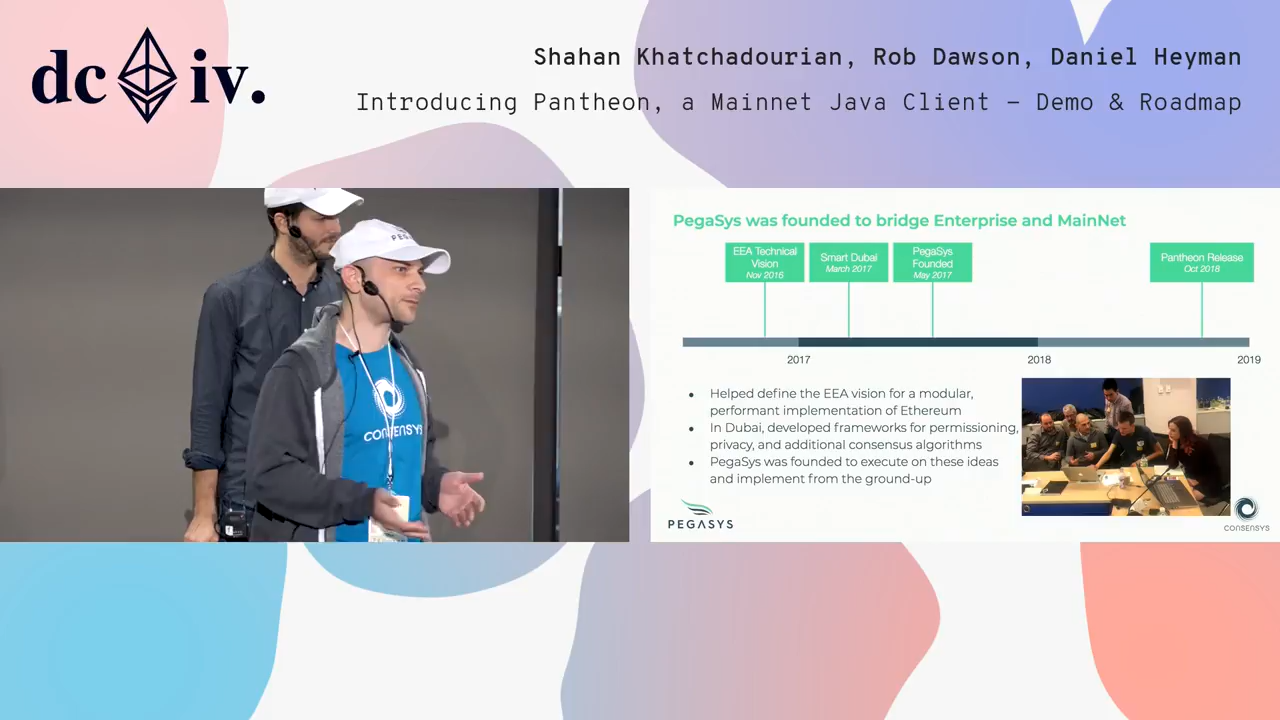 dc iv.
Shahan Khatchadourian, Rob Dawson, Daniel Heyman
Introducing Pantheon, a Mainnet Java Client – Demo & Roadmap
PegaSys was founded to bridge Enterprise and MainNet
EEA Technical
Vision
Nov 2016
Smart Dubai
March 2017
PegaSys
Founded
May 2017
Pantheon Release
Oct 2018
2017
2018
2019
● Helped define the EEA vision for a modular,
performant implementation of Ethereum
● In Dubai, developed frameworks for permissioning,
privacy, and additional consensus algorithms
● PegaSys was founded to execute on these ideas
and implement from the ground-up
PEGASYS
CONSENSYS
CONSENSYS